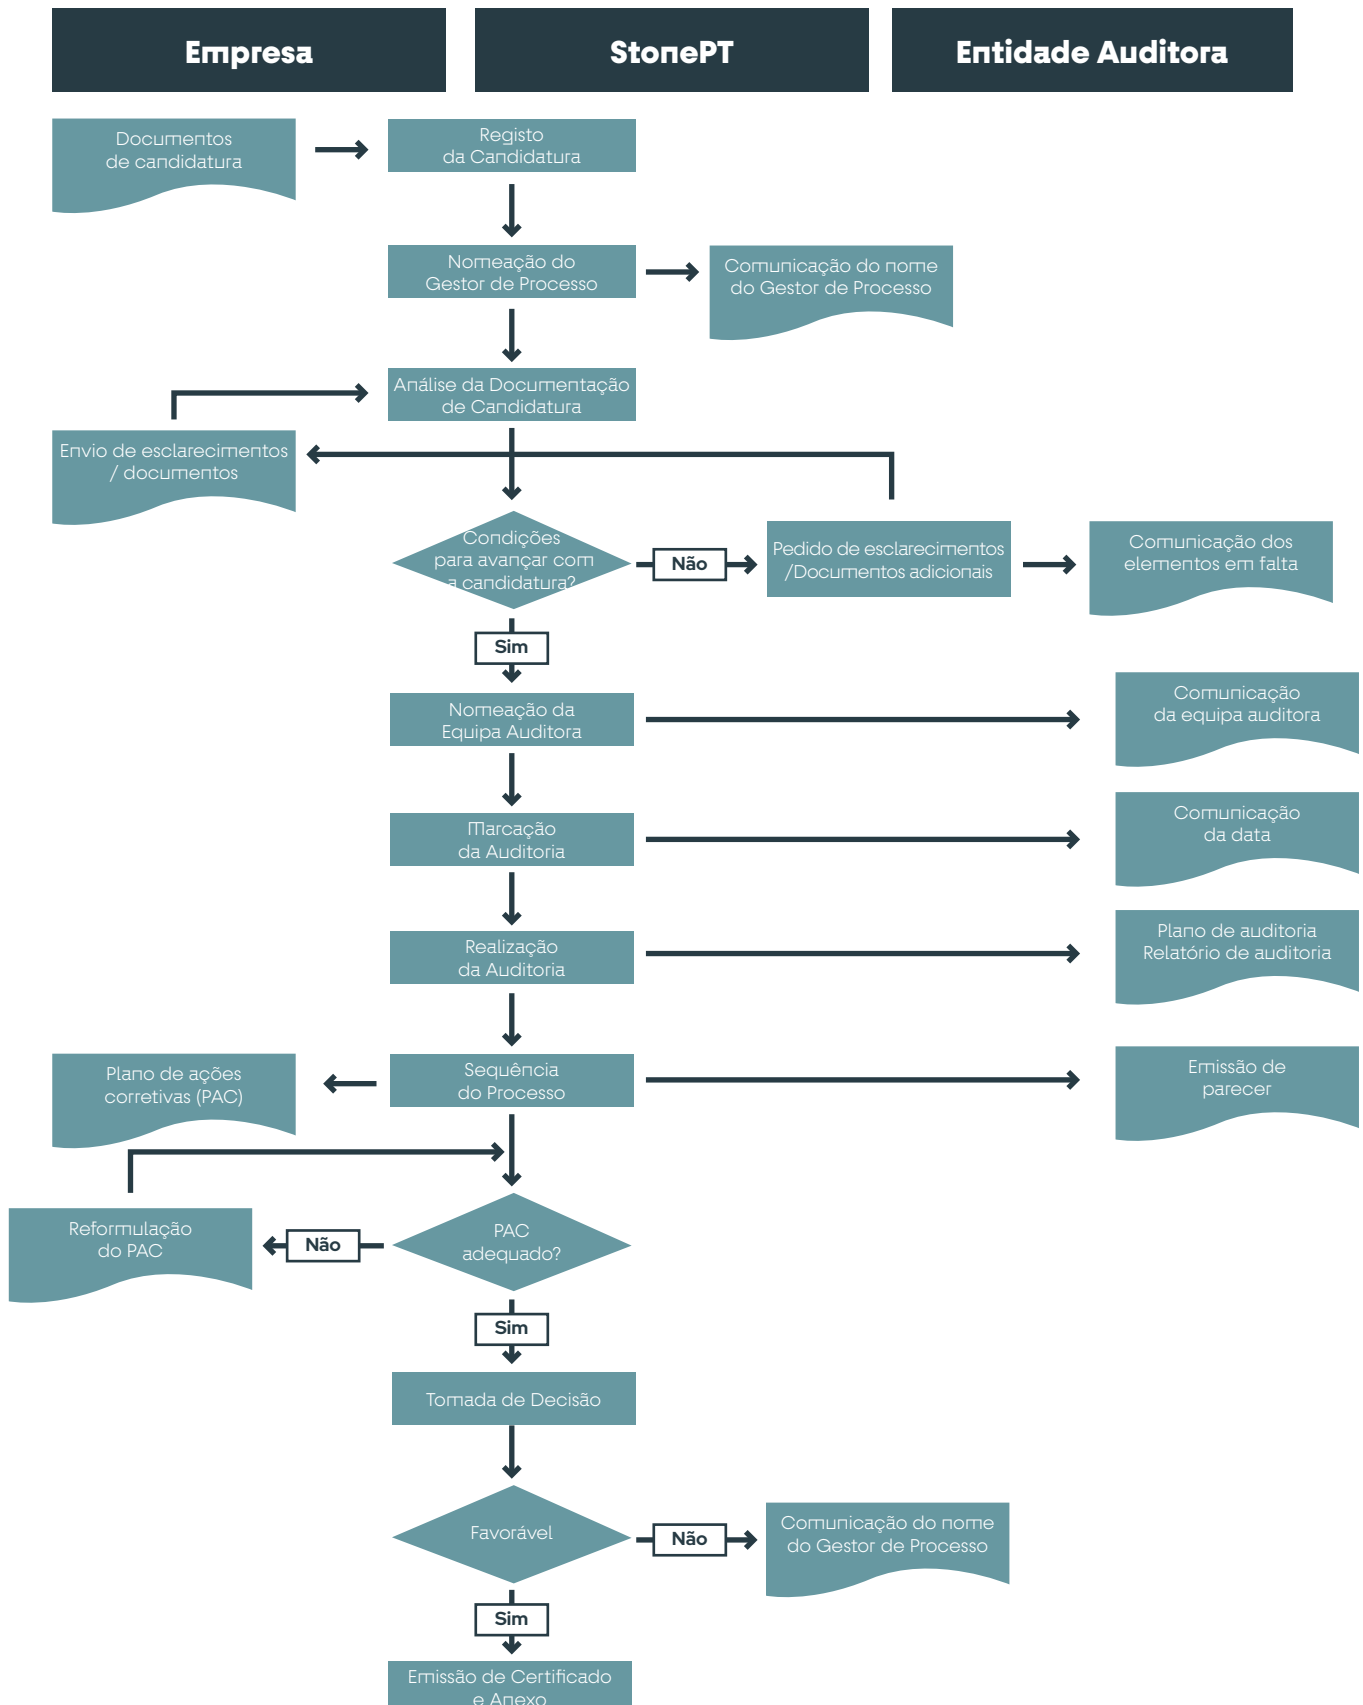 Empresa
StonePT
Entidade Auditora
Documentos
de candidatura
Registo
da Candidatura
Nomeação do
Gestor de Processo
Comunicação do nome
do Gestor de Processo
Análise da Documentação
de Candidatura
Envio de esclarecimentos
/ documentos
Condições
para avançar com
a candidatura?
Não
Pedido de esclarecimentos
/Documentos adicionais
Comunicação dos
elementos em falta
Sim
Nomeação da
Equipa Auditora
Comunicação
da equipa auditora
Marcação
da Auditoria
Comunicação
da data
Realização
da Auditoria
Plano de auditoria
Relatório de auditoria
Plano de ações
corretivas (PAC)
Sequência
do Processo
Emissão de
parecer
Reformulação
do PAC
Não
PAC
adequado?
Sim
Tomada de Decisão
Favorável
Não
Comunicação do nome
do Gestor de Processo
Sim
Emissão de Certificado
e Anexo